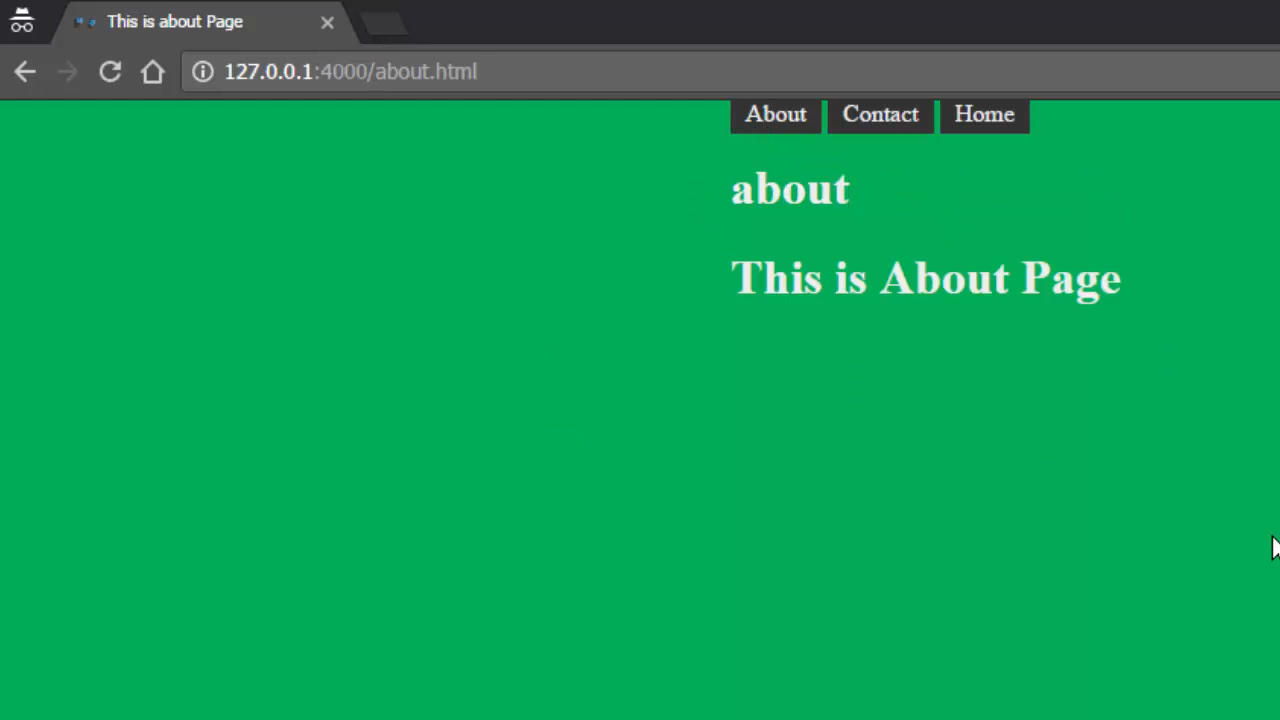 This is about Page
127.0.0.1:4000/about.html
About Contact Home
about
This is About Page